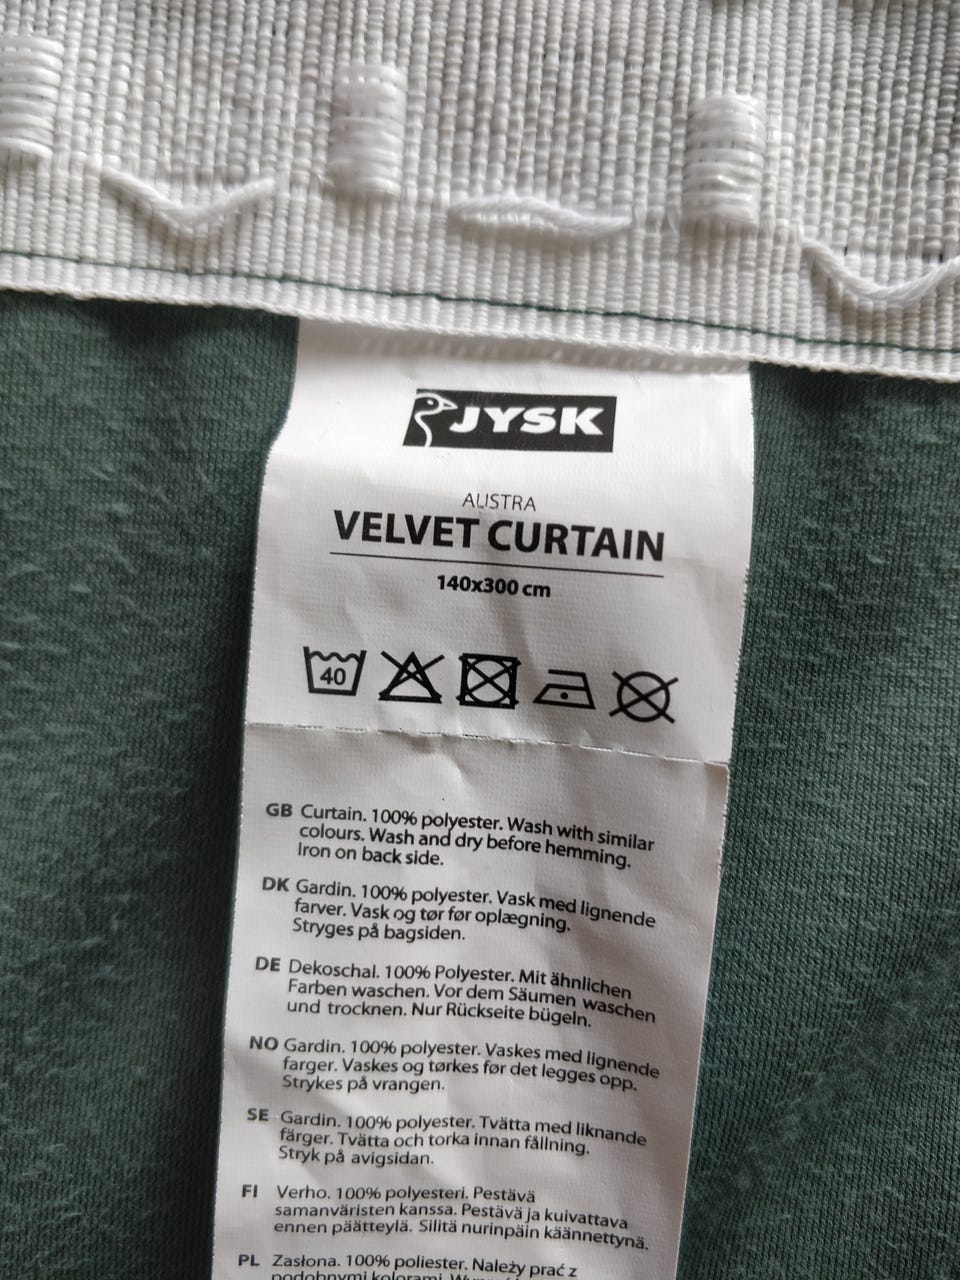 JYSK
AUSTRA
VELVET CURTAIN
140x300 cm
40
GB Curtain. 100% polyester. Wash with similar
colours. Wash and dry before hemming.
Iron on back side.
DK Gardin. 100% polyester. Vask med lignende
farver. Vask og tør før oplægning.
Stryges på bagsiden.
DE Dekoschal. 100% Polyester. Mit ähnlichen
Farben waschen. Vor dem Säumen waschen
und trocknen. Nur Rückseite bügeln.
NO Gardin. 100% polyester. Vaskes med lignende
farger. Vaskes og tørkes før det legges opp.
Strykes på vrangen.
SE Gardin. 100% polyester. Tvätta med liknande
färger. Tvätta och torka innan fållning.
Stryk på avigsidan.
FI Verho. 100% polyesteri. Pestävä
samanväristen kanssa. Pestävä ja kuivattava
ennen päätteylä. Silitä nurinpäin käännettynä.
PL Zasłona. 100% poliester. Należy prać z
podobnymi kolorami.